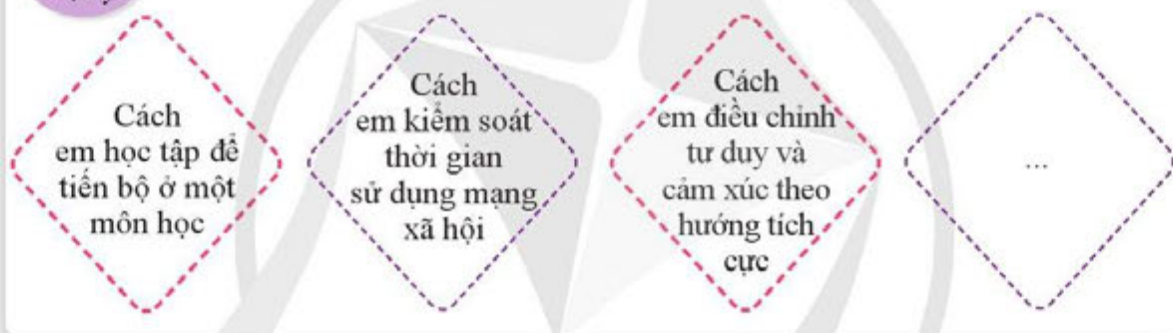 Cách
em học tập để
tiến bộ ở một
môn học
Cách
em kiểm soát
thời gian
sử dụng mạng
xã hội
Cách
em điều chỉnh
tư duy và
cảm xúc theo
hướng tích
cực
...